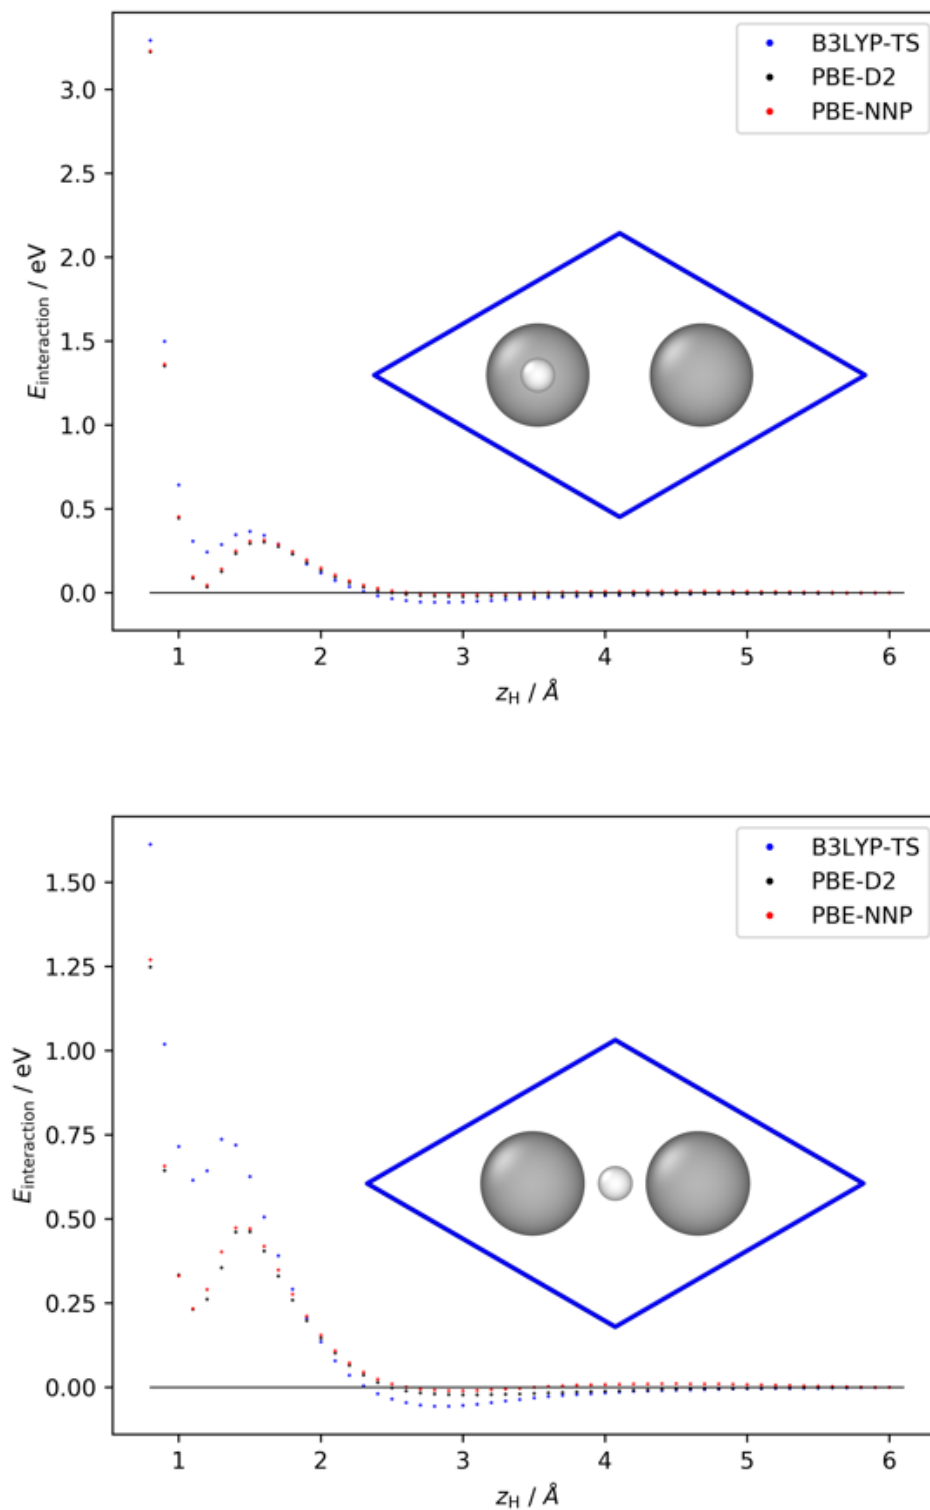 B3LYP-TS
PBE-D2
PBE-NNP
3.0
2.5
2.0
1.5
1.0
0.5
0.0
E_interaction / eV
1 2 3 4 5 6
z_H / Å
B3LYP-TS
PBE-D2
PBE-NNP
1.50
1.25
1.00
0.75
0.50
0.25
0.00
E_interaction / eV
1 2 3 4 5 6
z_H / Å